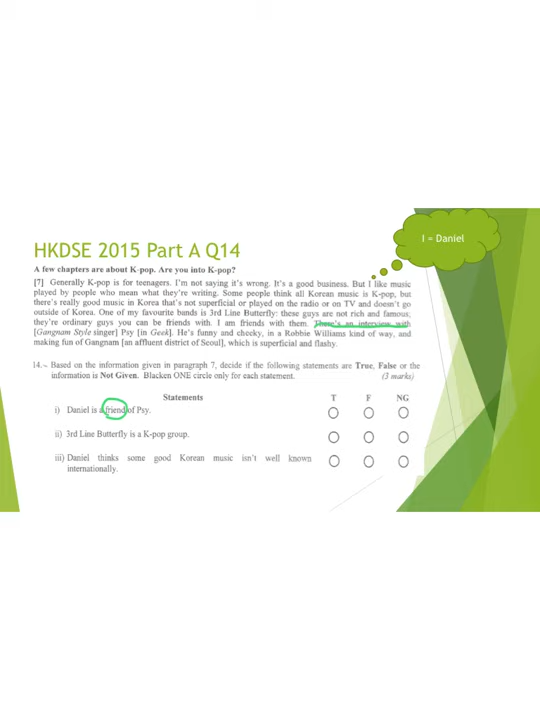 I = Daniel
HKDSE 2015 Part A Q14
A few chapters are about K-pop. Are you into K-pop?
[7] Generally K-pop is for teenagers. I'm not saying it's wrong. It's a good business. But I like music
played by people who mean what they're writing. Some people think all Korean music is K-pop, but
there's really good music in Korea that's not superficial or played on the radio or on TV and doesn't go
outside of Korea. One of my favourite bands is 3rd Line Butterfly: these guys are not rich and famous;
they're ordinary guys you can be friends with. I am friends with them. There's an interview with
[Gangnam Style singer] Psy [in Geek]. He's funny and cheeky, in a Robbie Williams kind of way, and
making fun of Gangnam [an affluent district of Seoul], which is superficial and flashy.
14. Based on the information given in paragraph 7, decide if the following statements are True, False or the
information is Not Given. Blacken ONE circle only for each statement. (3 marks)
Statements T F NG
i) Daniel is a friend of Psy.
ii) 3rd Line Butterfly is a K-pop group.
iii) Daniel thinks some good Korean music isn't well known
internationally.